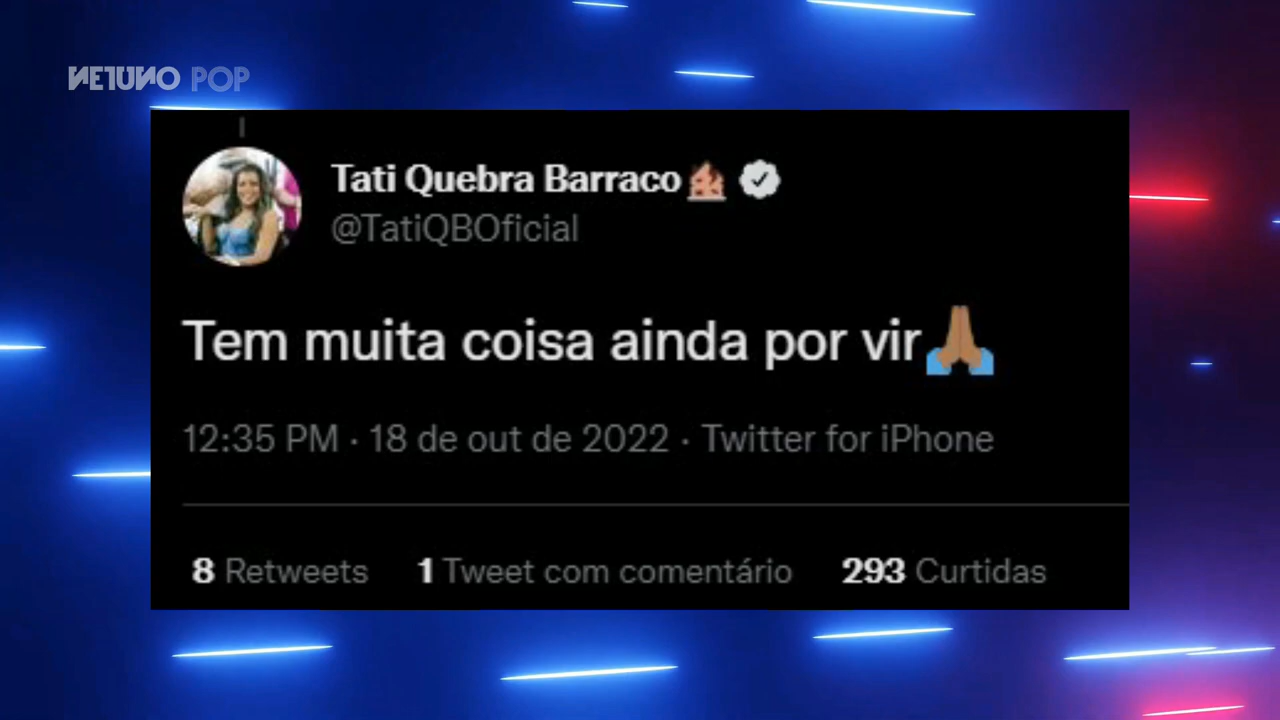 NETUNO POP
Tati Quebra Barraco
@TatiQBOficial
Tem muita coisa ainda por vir🙏🏽
12:35 PM · 18 de out de 2022 · Twitter for iPhone
8 Retweets 1 Tweet com comentário 293 Curtidas